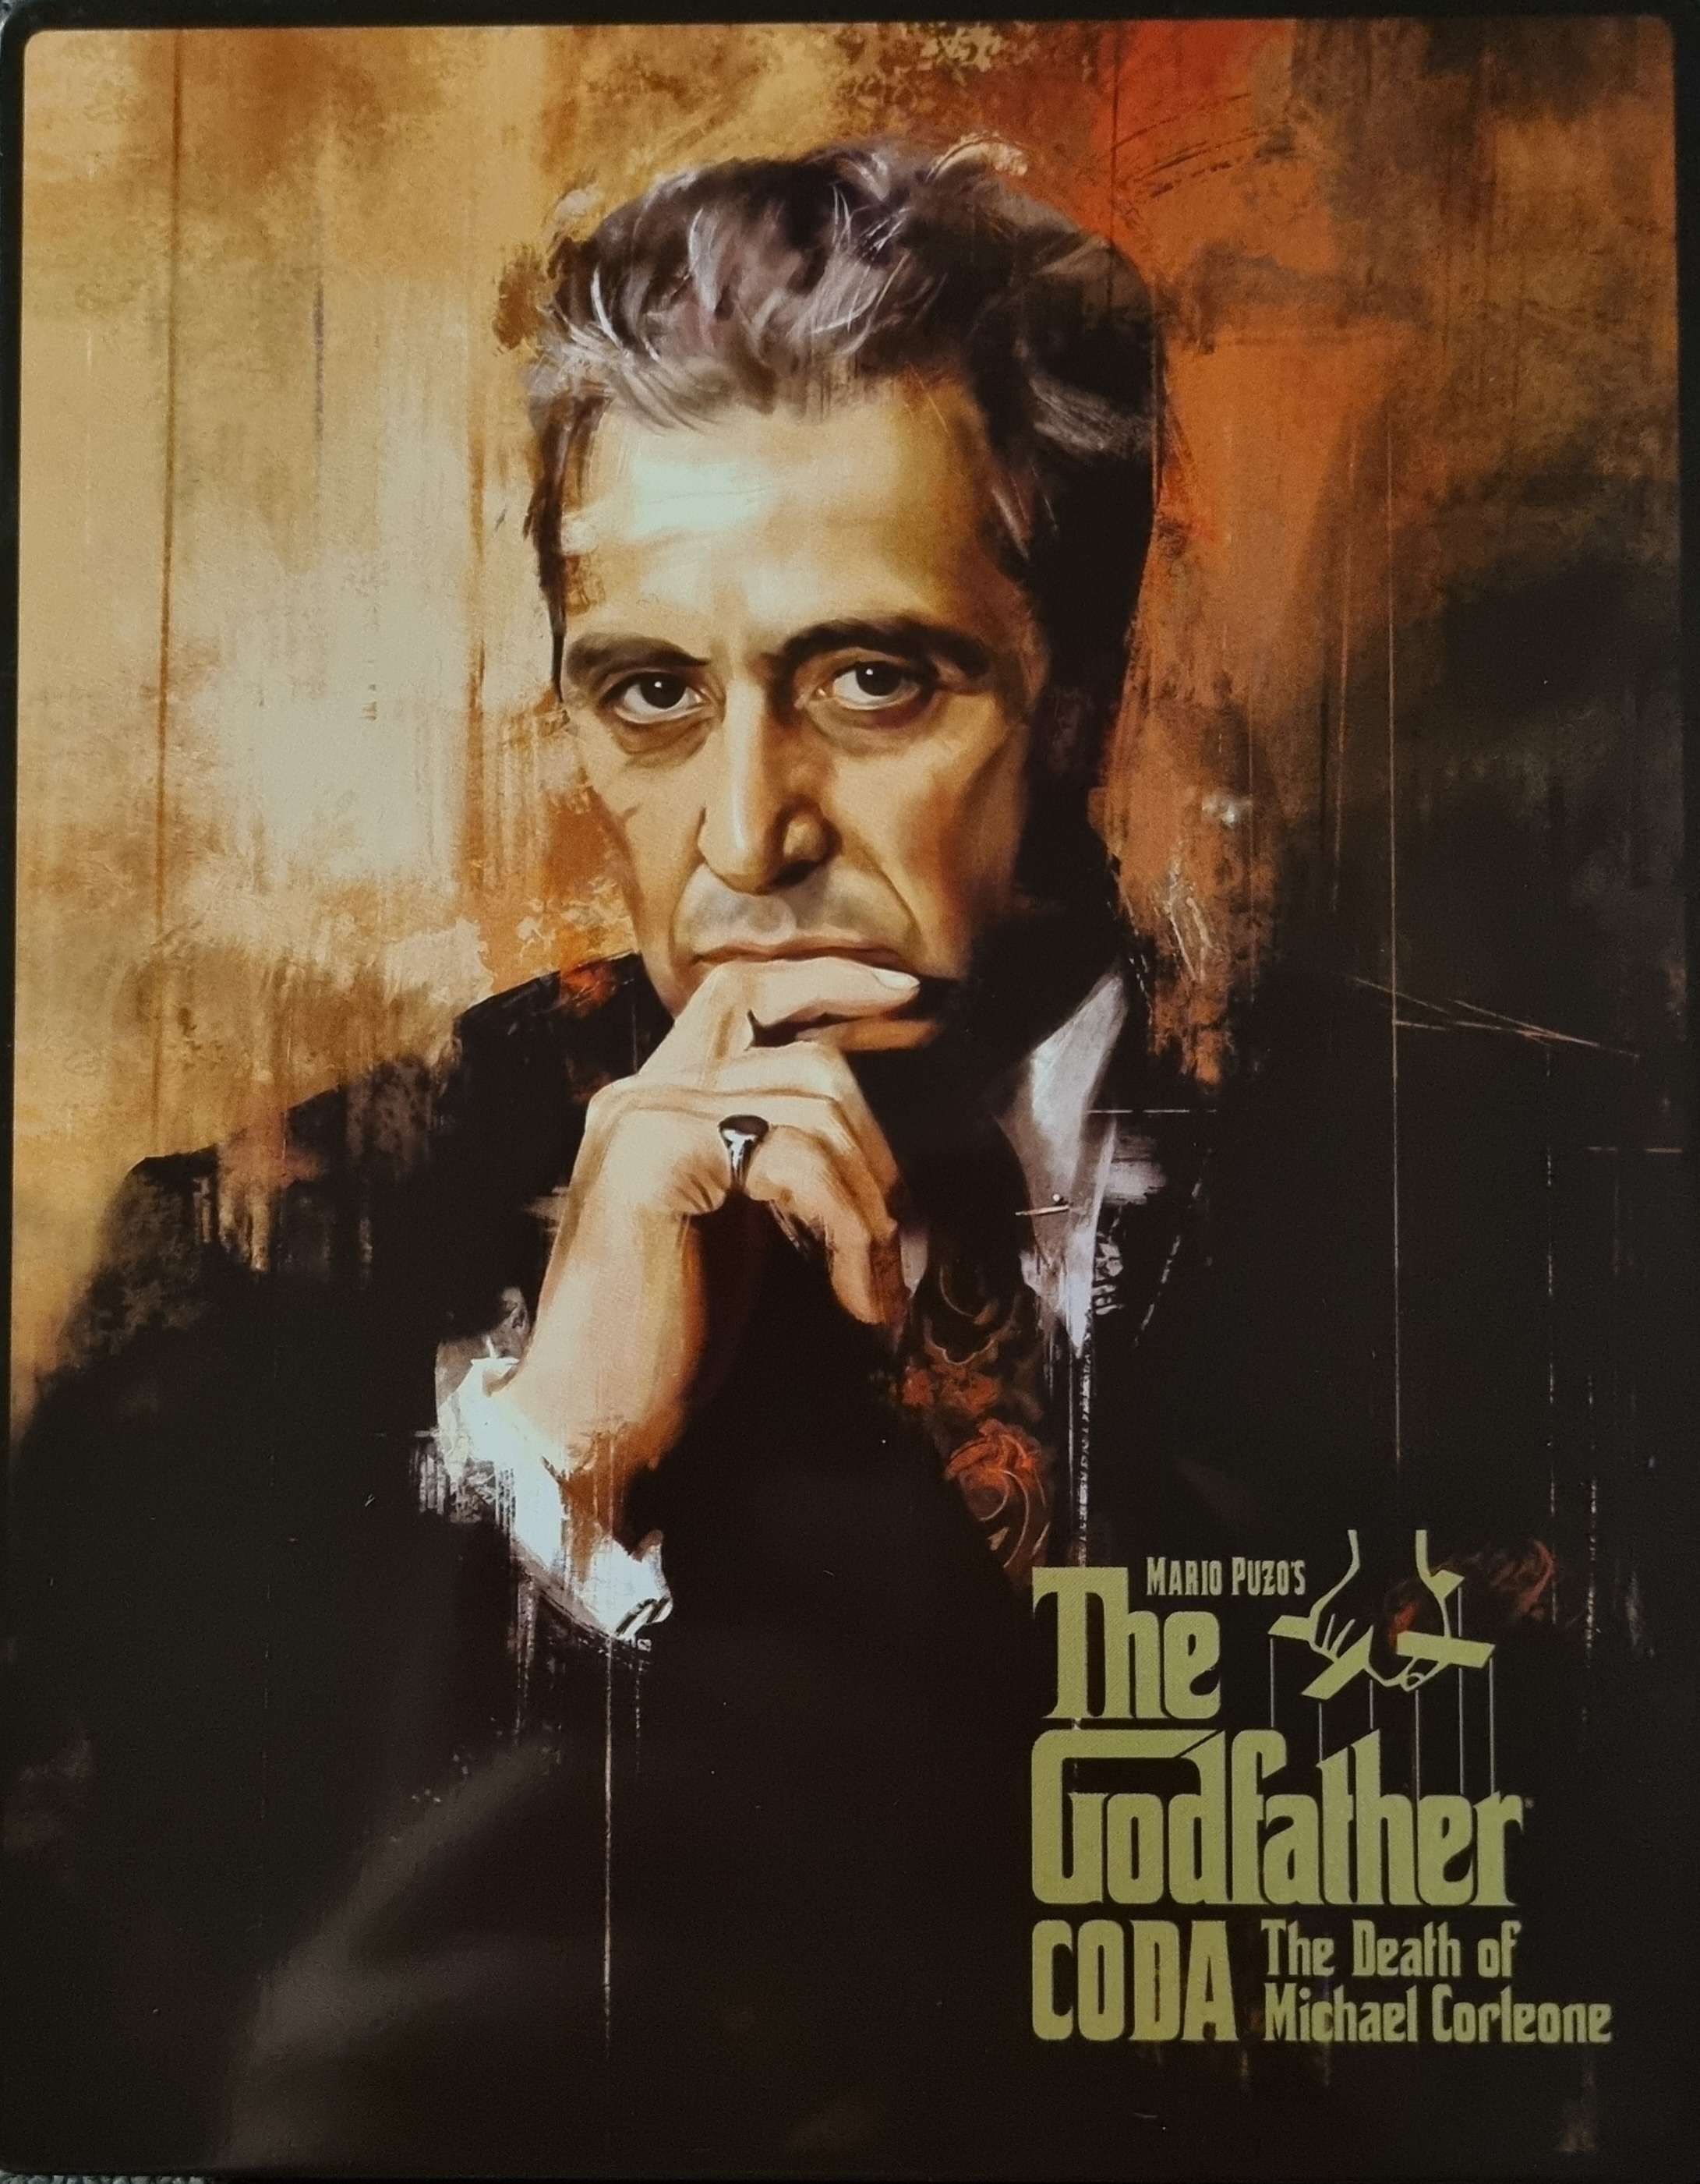 MARIO PUZO'S
The
Godfather
CODA The Death of
Michael Corleone